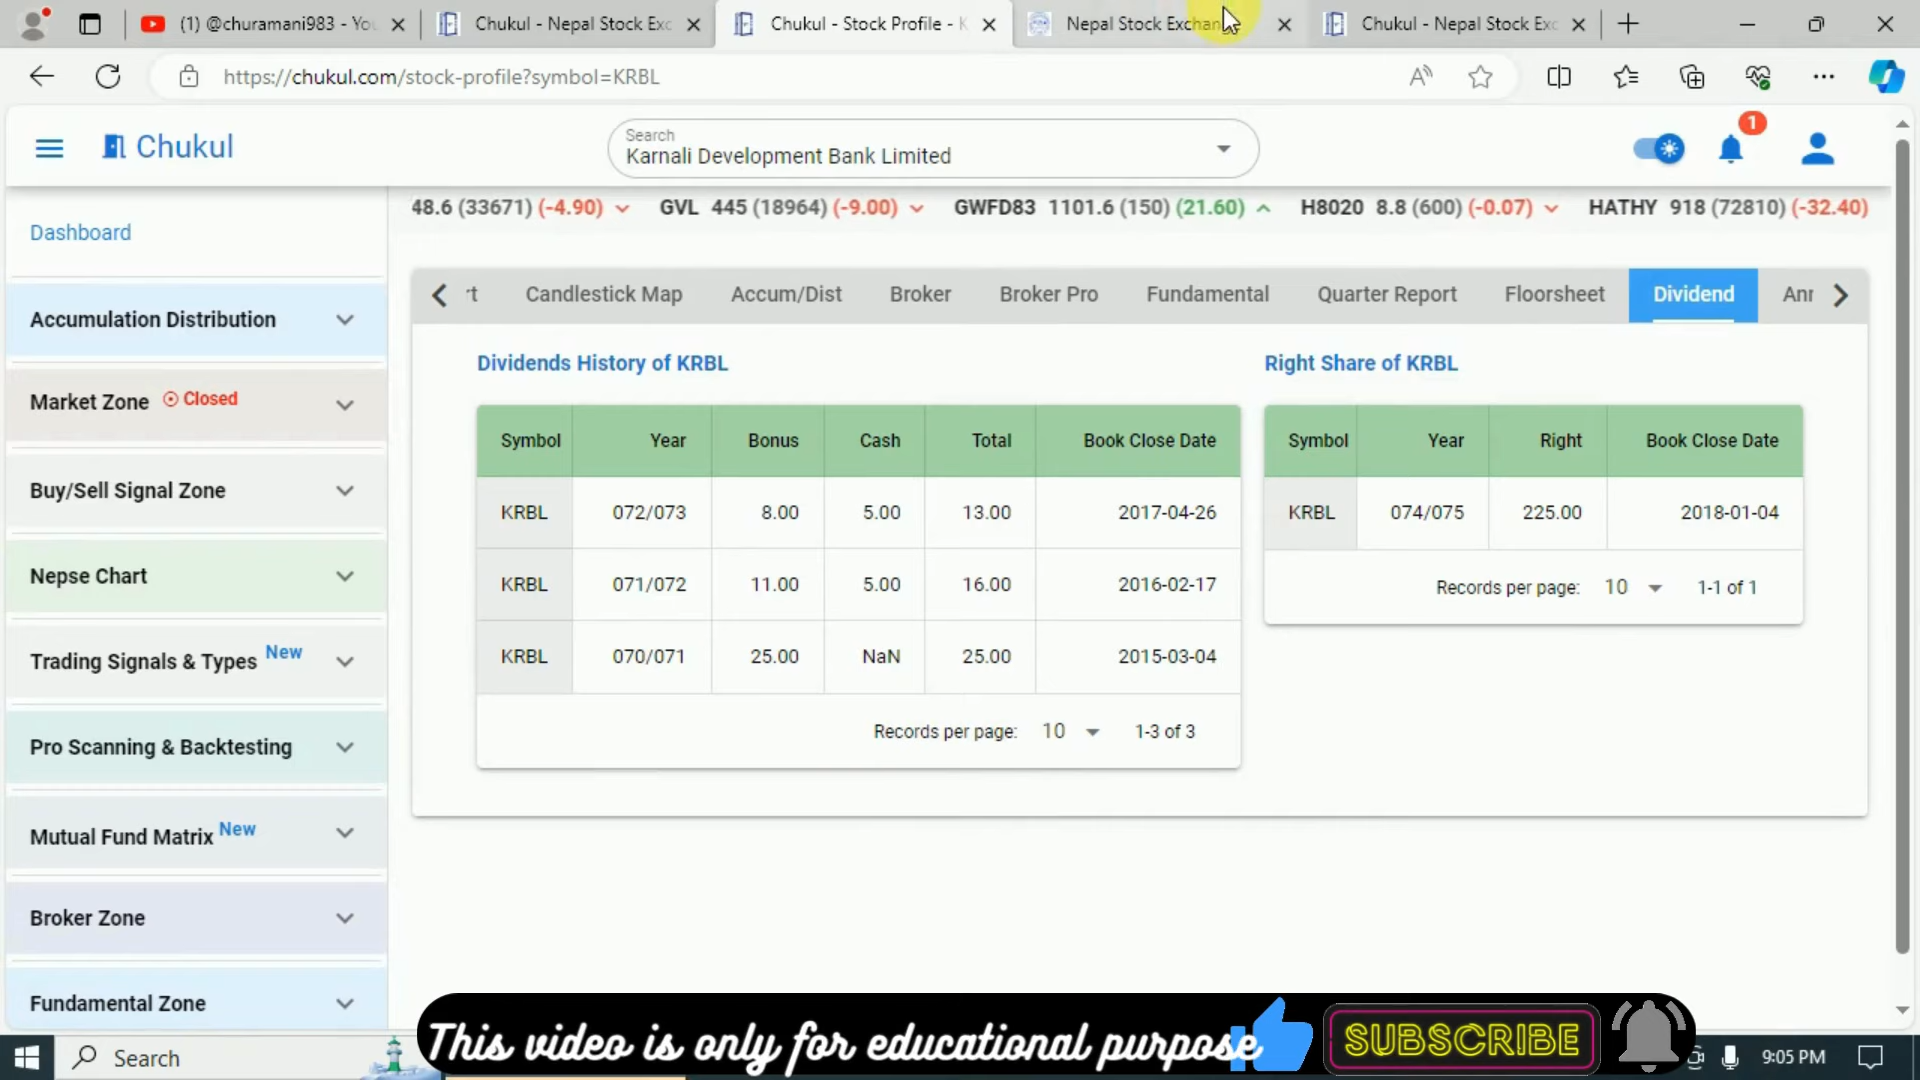 (1) @churamani983 - Yo
Chukul - Nepal Stock Exc
Chukul - Stock Profile - K
Nepal Stock Exchan
Chukul - Nepal Stock Exc
https://chukul.com/stock-profile?symbol=KRBL
Chukul
Search
Karnali Development Bank Limited
1
48.6 (33671) (-4.90) GVL 445 (18964) (-9.00) GWFD83 1101.6 (150) (21.60) H8020 8.8 (600) (-0.07) HATHY 918 (72810) (-32.40)
Dashboard
Accumulation Distribution
Market Zone Closed
Buy/Sell Signal Zone
Nepse Chart
Trading Signals & Types New
Pro Scanning & Backtesting
Mutual Fund Matrix New
Broker Zone
Fundamental Zone
rt Candlestick Map Accum/Dist Broker Broker Pro Fundamental Quarter Report Floorsheet Dividend Ann
Dividends History of KRBL
Symbol Year Bonus Cash Total Book Close Date
KRBL 072/073 8.00 5.00 13.00 2017-04-26
KRBL 071/072 11.00 5.00 16.00 2016-02-17
KRBL 070/071 25.00 NaN 25.00 2015-03-04
Records per page: 10 1-3 of 3
Right Share of KRBL
Symbol Year Right Book Close Date
KRBL 074/075 225.00 2018-01-04
Records per page: 10 1-1 of 1
This video is only for educational purpose
SUBSCRIBE
Search
9:05 PM